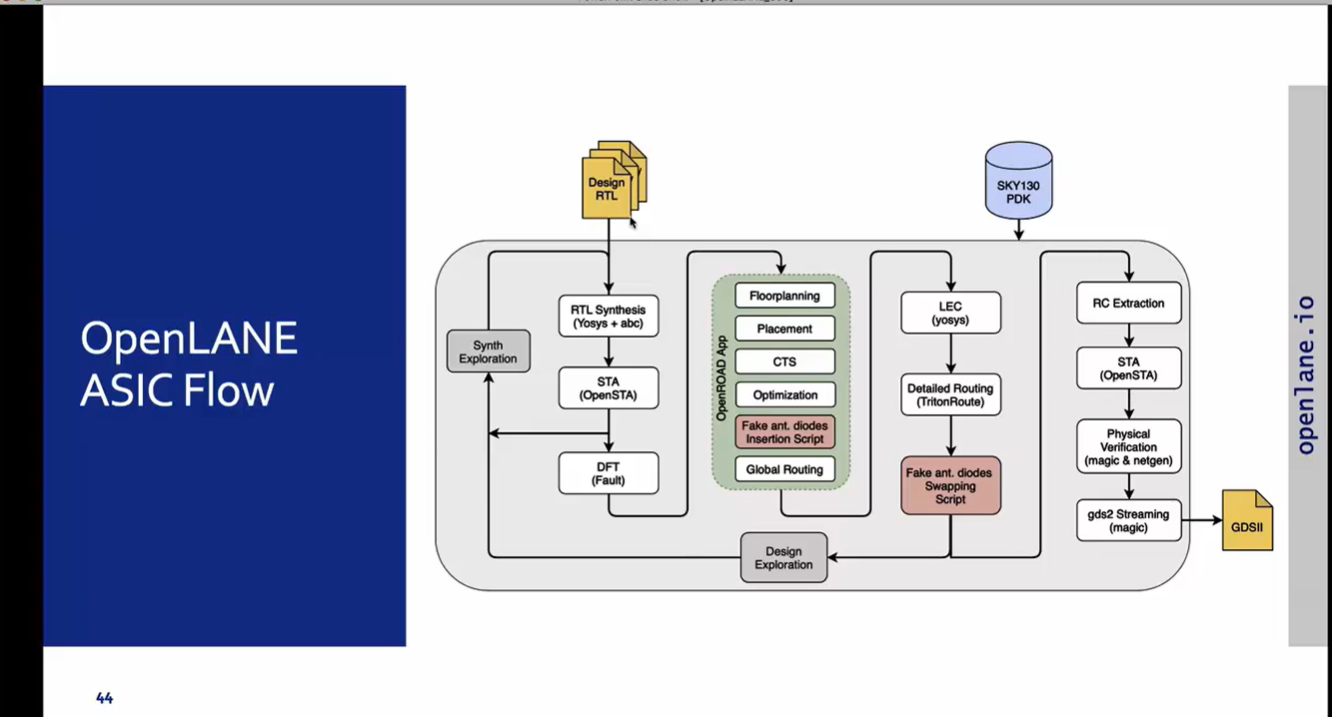 OpenLANE
ASIC Flow
Design
RTL
SKY130
PDK
RTL Synthesis
(Yosys + abc)
Synth
Exploration
STA
(OpenSTA)
DFT
(Fault)
OpenROAD App
Floorplanning
Placement
CTS
Optimization
Fake ant. diodes
Insertion Script
Global Routing
LEC
(yosys)
Detailed Routing
(TritonRoute)
Fake ant. diodes
Swapping
Script
Design
Exploration
RC Extraction
STA
(OpenSTA)
Physical
Verification
(magic & netgen)
gds2 Streaming
(magic)
GDSII
openlane.io
44